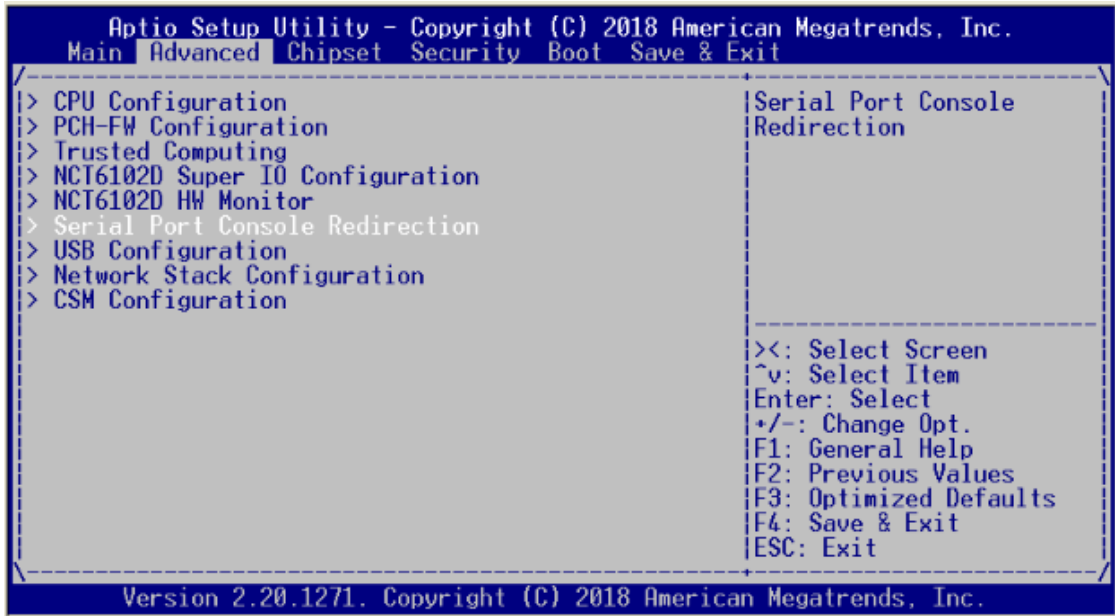 Aptio Setup Utility - Copyright (C) 2018 American Megatrends, Inc.
Main Advanced Chipset Security Boot Save & Exit
> CPU Configuration
> PCH-FW Configuration
> Trusted Computing
> NCT6102D Super IO Configuration
> NCT6102D HW Monitor
> Serial Port Console Redirection
> USB Configuration
> Network Stack Configuration
> CSM Configuration
Serial Port Console
Redirection
><: Select Screen
^v: Select Item
Enter: Select
+/-: Change Opt.
F1: General Help
F2: Previous Values
F3: Optimized Defaults
F4: Save & Exit
ESC: Exit
Version 2.20.1271. Copyright (C) 2018 American Megatrends, Inc.